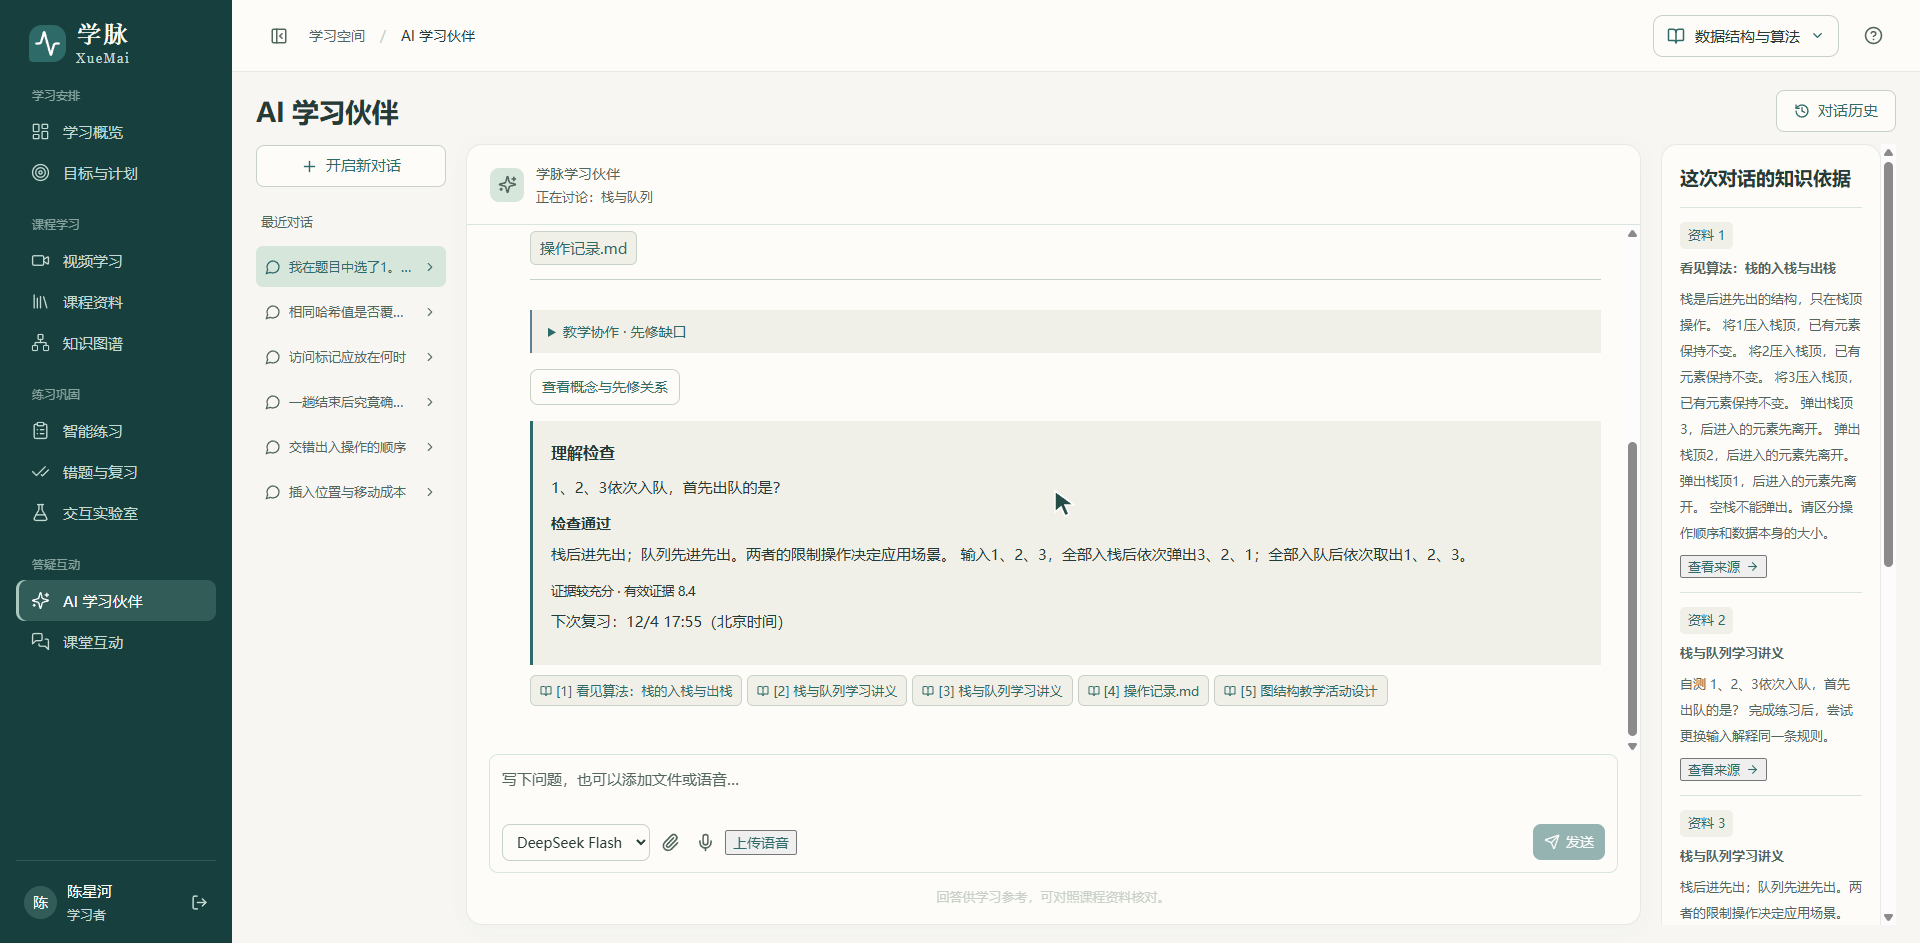 学脉
XueMai
学习安排
学习概览
目标与计划
课程学习
视频学习
课程资料
知识图谱
练习巩固
智能练习
错题与复习
交互实验室
答疑互动
AI 学习伙伴
课堂互动
陈
陈星河
学习者
学习空间 / AI 学习伙伴
数据结构与算法
AI 学习伙伴
对话历史
开启新对话
最近对话
我在题目中选了1。...
相同哈希值是否覆...
访问标记应放在何时
一趟结束后究竟确...
交错出入操作的顺序
插入位置与移动成本
学脉学习伙伴
正在讨论：栈与队列
操作记录.md
教学协作 · 先修缺口
查看概念与先修关系
理解检查
1、2、3依次入队，首先出队的是？
检查通过
栈后进先出；队列先进先出。两者的限制操作决定应用场景。 输入1、2、3，全部入栈后依次弹出3、2、1；全部入队后依次取出1、2、3。
证据较充分 · 有效证据 8.4
下次复习：12/4 17:55（北京时间）
[1] 看见算法：栈的入栈与出栈
[2] 栈与队列学习讲义
[3] 栈与队列学习讲义
[4] 操作记录.md
[5] 图结构教学活动设计
写下问题，也可以添加文件或语音...
DeepSeek Flash
上传语音
发送
回答供学习参考，可对照课程资料核对。
这次对话的知识依据
资料 1
看见算法：栈的入栈与出栈
栈是后进先出的结构，只在栈顶
操作。 将1压入栈顶，已有元素
保持不变。 将2压入栈顶，已有
元素保持不变。 将3压入栈顶，
已有元素保持不变。 弹出栈顶
3，后进入的元素先离开。 弹出
栈顶2，后进入的元素先离开。
弹出栈顶1，后进入的元素先离
开。 空栈不能弹出。请区分操
作顺序和数据本身的大小。
查看来源
资料 2
栈与队列学习讲义
自测 1、2、3依次入队，首先
出队的是？ 完成练习后，尝试
更换输入解释同一条规则。
查看来源
资料 3
栈与队列学习讲义
栈后进先出；队列先进先出。两
者的限制操作决定应用场景。